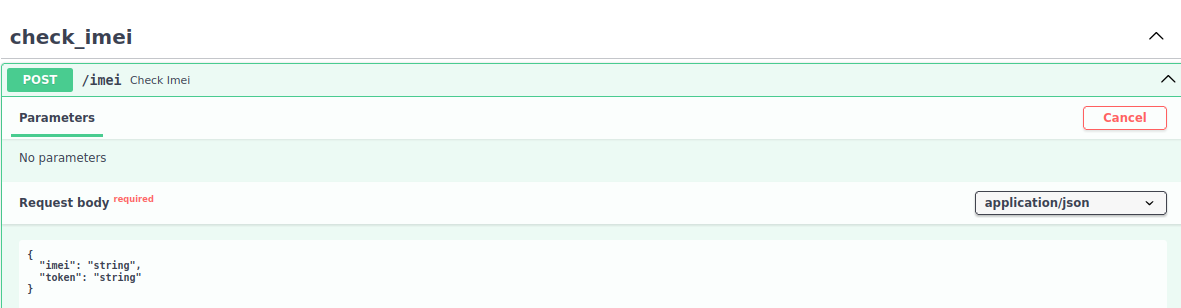 check_imei
POST /imei Check Imei
Parameters Cancel
No parameters
Request body required application/json
{
  "imei": "string",
  "token": "string"
}